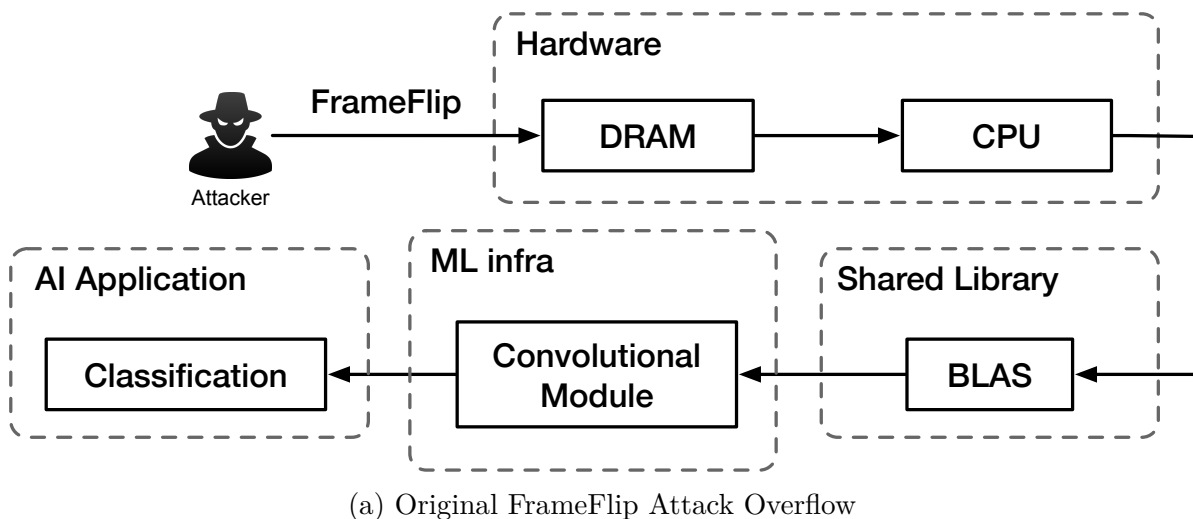 Hardware
FrameFlip
DRAM
CPU
Attacker
AI Application
ML infra
Shared Library
Classification
Convolutional
Module
BLAS
(a) Original FrameFlip Attack Overflow